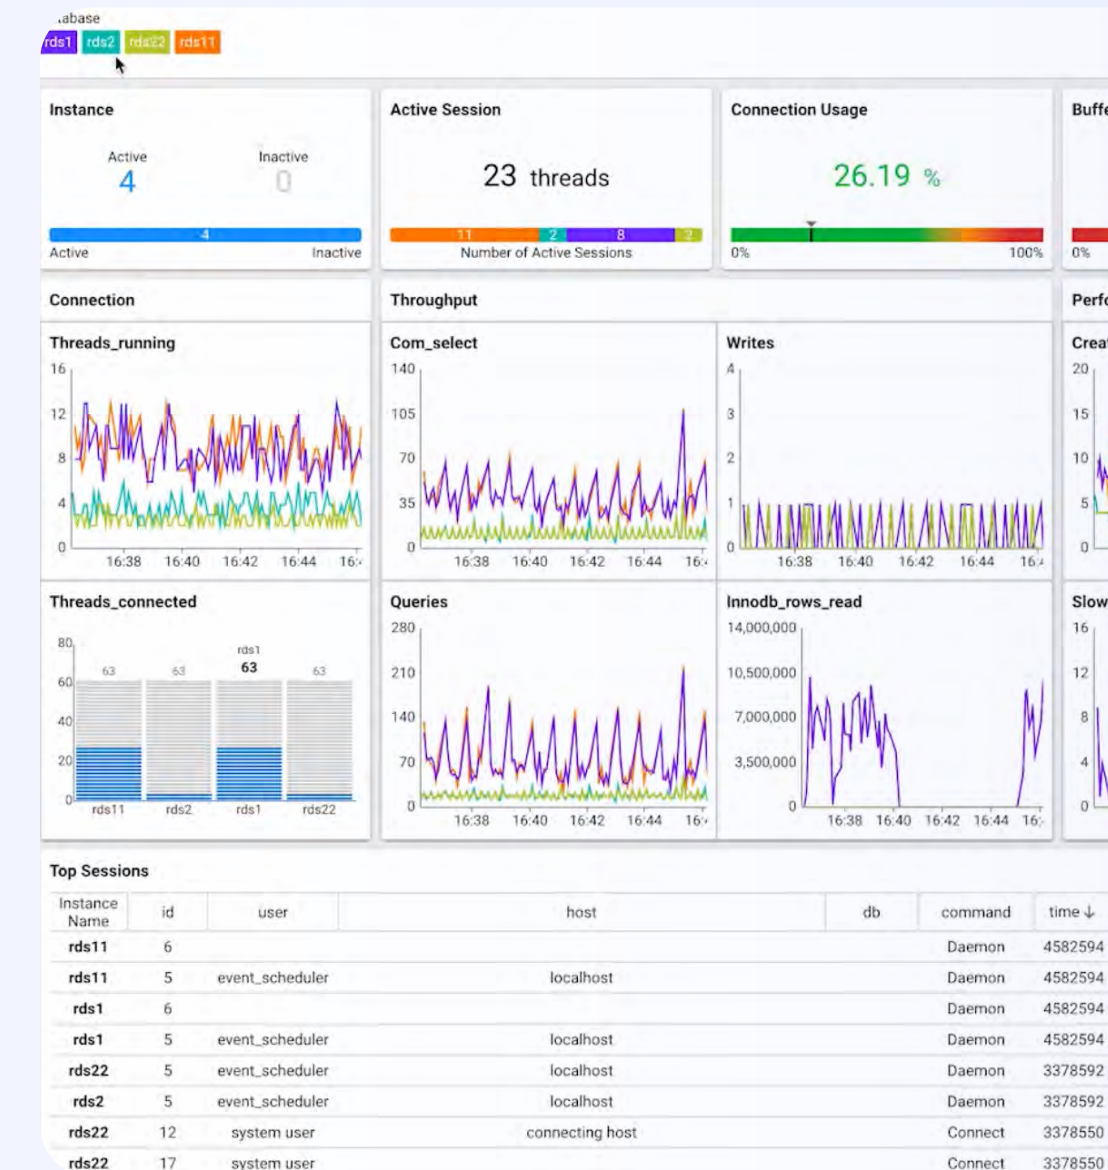 abase
rds1 rds2 rds22 rds11
Instance
Active Inactive
4 0
4
Active Inactive
Active Session
23 threads
11 2 8 2
Number of Active Sessions
Connection Usage
26.19 %
0% 100%
Buffe
0%
Connection
Throughput
Perfo
Threads_running
16
12
8
4
0
16:38 16:40 16:42 16:44 16:
Com_select
140
105
70
35
0
16:38 16:40 16:42 16:44 16:
Writes
4
3
2
1
0
16:38 16:40 16:42 16:44 16:
Crea
20
15
10
5
0
Threads_connected
80
60
40
20
0
63 63 rds1 63
63
rds11 rds2 rds1 rds22
Queries
280
210
140
70
0
16:38 16:40 16:42 16:44 16:
Innodb_rows_read
14,000,000
10,500,000
7,000,000
3,500,000
0
16:38 16:40 16:42 16:44 16:
Slow
16
12
8
4
0
Top Sessions
Instance Name id user host db command time ↓
rds11 6 Daemon 4582594
rds11 5 event_scheduler localhost Daemon 4582594
rds1 6 Daemon 4582594
rds1 5 event_scheduler localhost Daemon 4582594
rds22 5 event_scheduler localhost Daemon 3378592
rds2 5 event_scheduler localhost Daemon 3378592
rds22 12 system user connecting host Connect 3378550
rds22 17 system user Connect 3378550